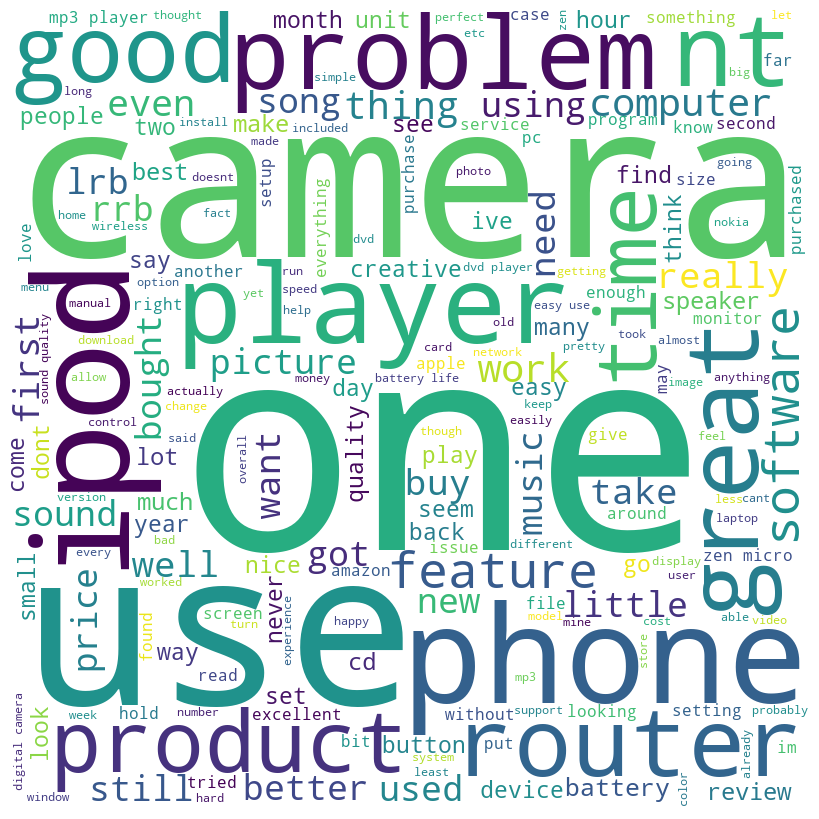 mp3 player
thought
month
unit
perfect
etc
case
zen
hour
something
let
good
problem
nt
simple
far
big
long
people
even
song
thing
using
computer
two
install
make
included
see
service
program
know
second
made
pc
camera
lrb
best
doesnt
setup
photo
purchase
find
size
going
rrb
home
wireless
fact
everything
dvd
ive
need
time
think
nokia
purchased
love
say
another
run
creative
dvd player
getting
really
menu
option
yet
speed
help
easy use
enough
speaker
manual
right
player
old
many
card
took
may
monitor
almost
ipod
first
sound quality
download
bought
picture
money
apple
network
work
pretty
image
anything
great
software
allow
actually
battery life
day
keep
easy
easily
change
control
said
one
though
give
feel
come
dont
lot
overall
want
quality
play
music
less
cant
version
much
buy
take
laptop
sound
year
seem
around
every
bad
back
issue
different
zen micro
small
well
nice
got
amazon
feature
go
display
user
worked
price
found
turn
screen
experience
never
happy
new
file
model
little
cost
mine
able
video
use
phone
way
read
cd
mp3
store
digital camera
look
week
hold
number
set
excellent
without
support
looking
setting
probably
product
bit
button
put
router
im
system
least
already
window
still
tried
hard
better
used
device
battery
color
review